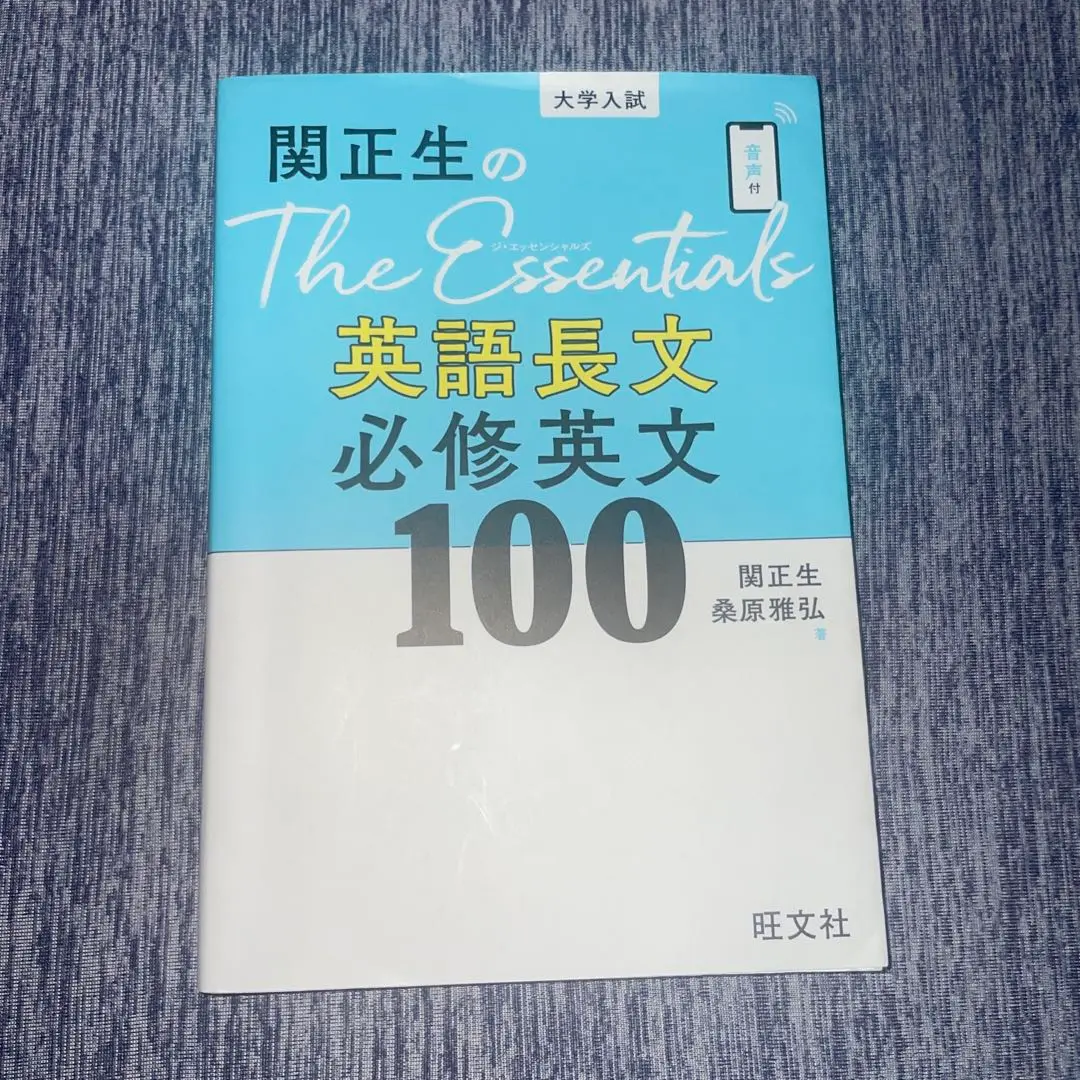 大学入試
関正生の
音声付
The Essentials
ジ・エッセンシャルズ
英語長文
必修英文
100
関正生
桑原雅弘
著
旺文社